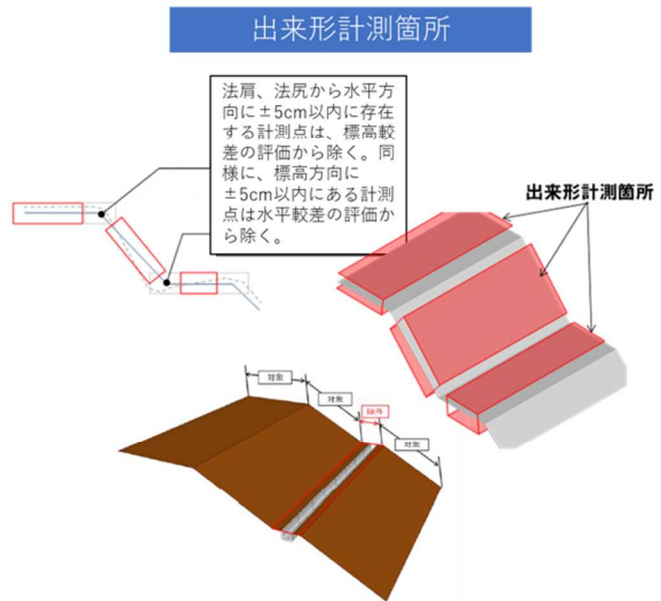 出来形計測箇所
法肩、法尻から水平方
向に±5cm以内に存在
する計測点は、標高較
差の評価から除く。同
様に、標高方向に
±5cm以内にある計測
点は水平較差の評価か
ら除く。
出来形計測箇所
対象
対象
除外
対象